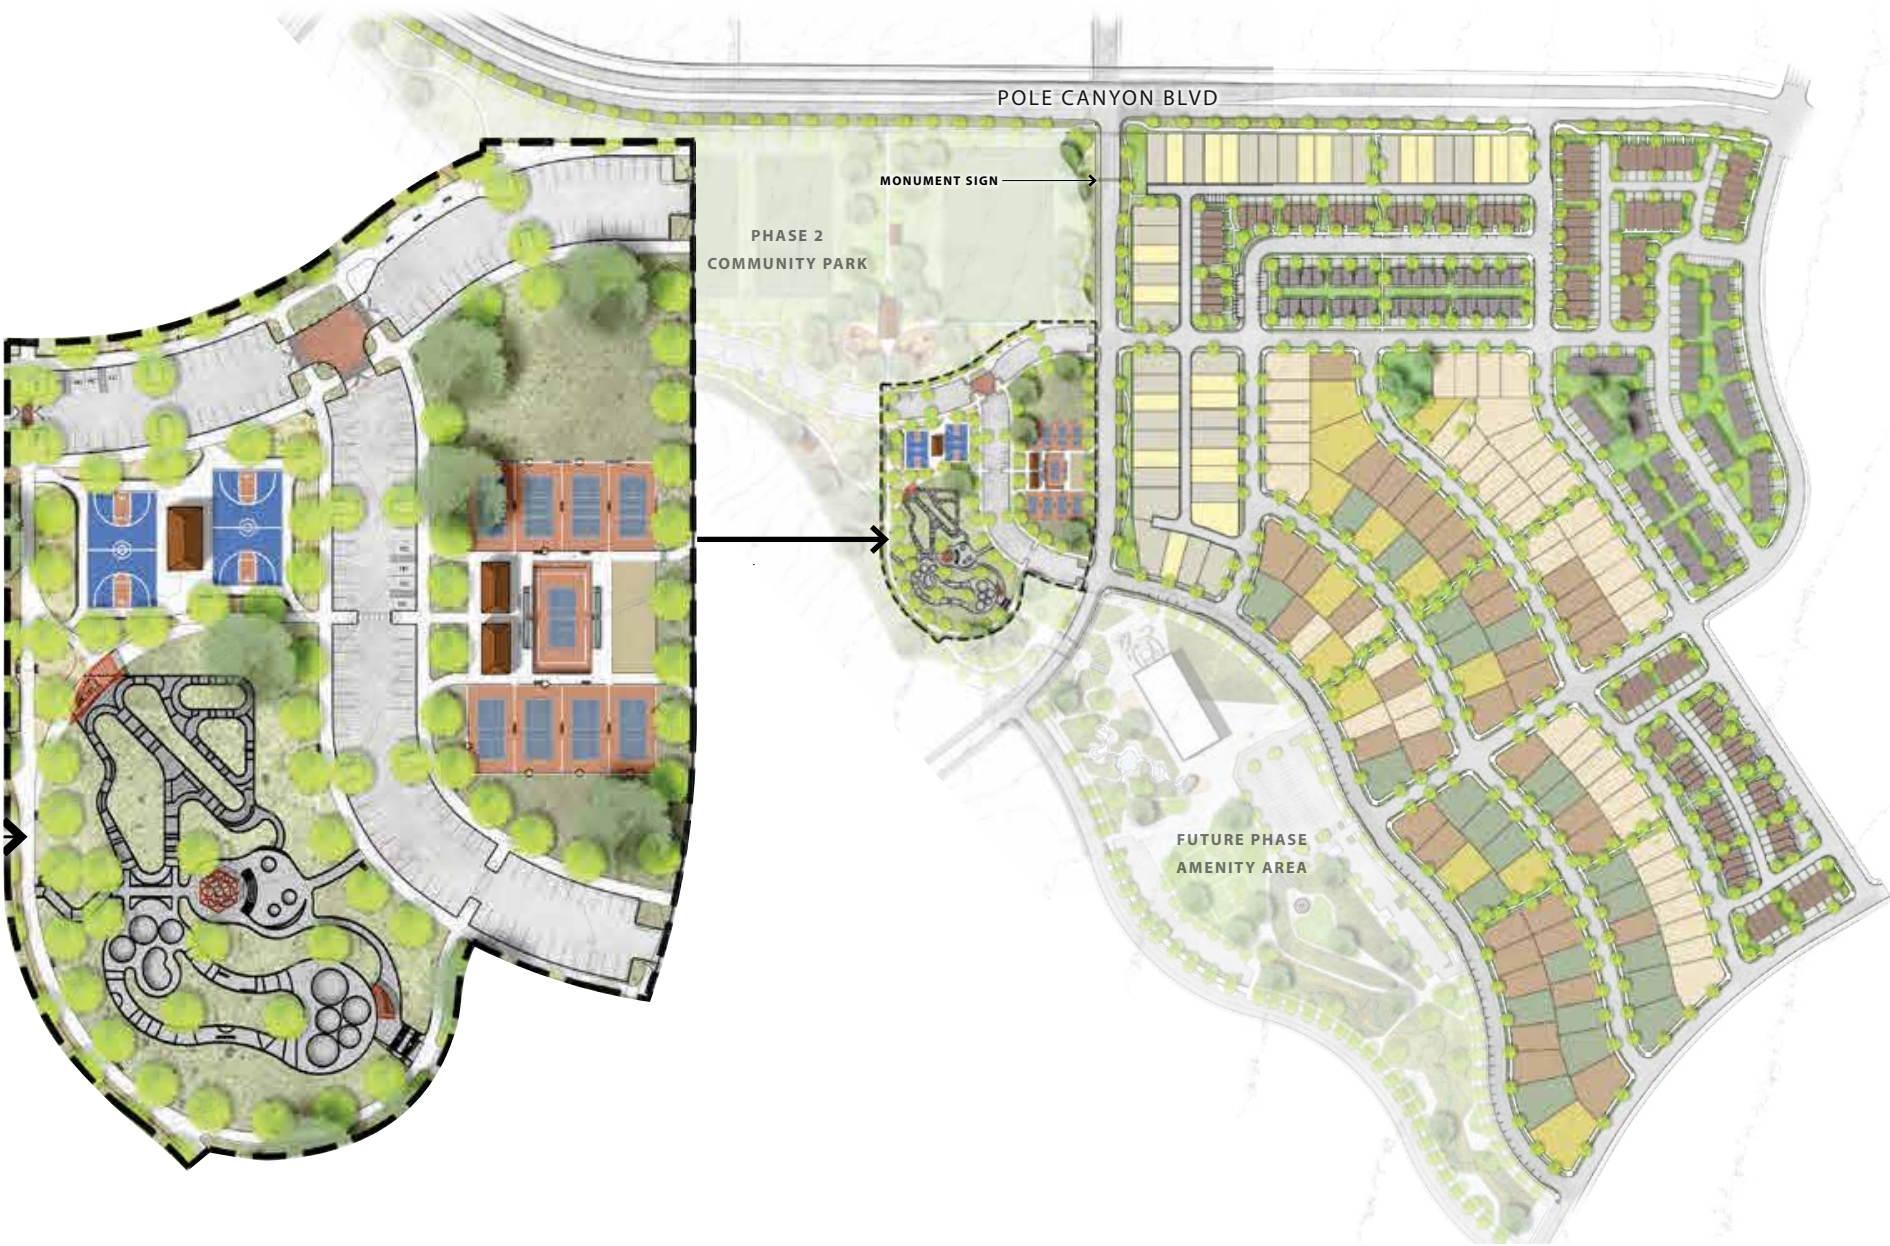 POLE CANYON BLVD
MONUMENT SIGN
PHASE 2
COMMUNITY PARK
FUTURE PHASE
AMENITY AREA